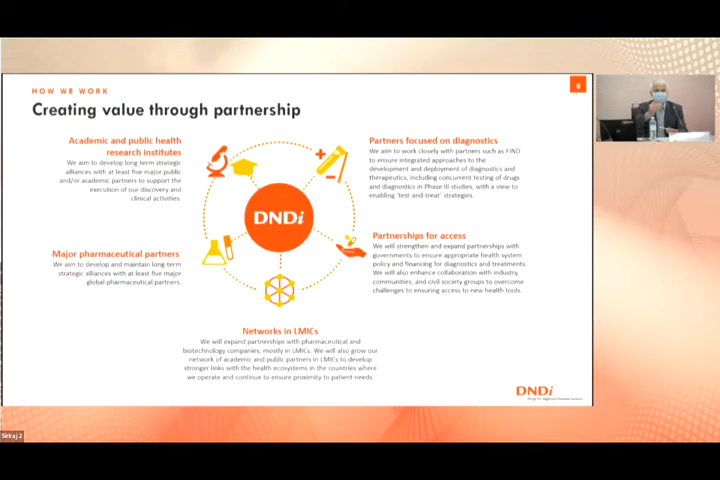 HOW WE WORK
6
Creating value through partnership
Academic and public health
research institutes
We aim to develop long-term strategic
alliances with at least five major public
and/or academic partners to support the
execution of our discovery and
clinical activities.
Partners focused on diagnostics
We aim to work closely with partners such as FIND
to ensure integrated approaches to the
development and deployment of diagnostics and
therapeutics, including concurrent testing of drugs
and diagnostics in Phase III studies, with a view to
enabling 'test-and-treat' strategies.
DNDi
Major pharmaceutical partners
We aim to develop and maintain long-term
strategic alliances with at least five major
global pharmaceutical partners.
Partnerships for access
We will strengthen and expand partnerships with
governments to ensure appropriate health system
policy and financing for diagnostics and treatments.
We will also enhance collaboration with industry,
communities, and civil society groups to overcome
challenges to ensuring access to new health tools.
Networks in LMICs
We will expand partnerships with pharmaceutical and
biotechnology companies, mostly in LMICs. We will also grow our
network of academic and public partners in LMICs to develop
stronger links with the health ecosystems in the countries where
we operate and continue to ensure proximity to patient needs.
DNDi
Drugs for Neglected Diseases initiative
Siriraj 2